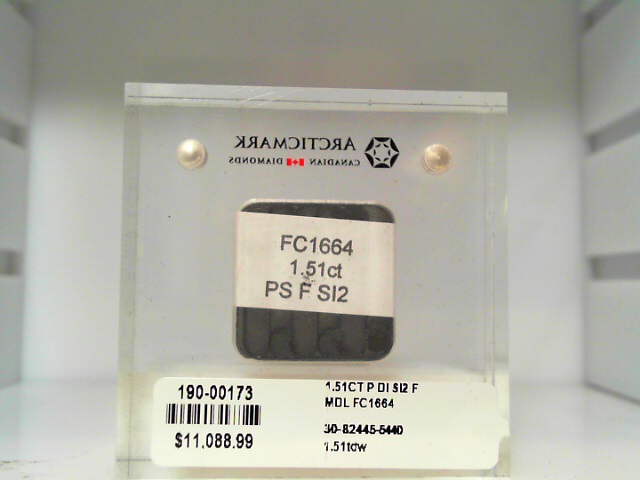 ARCTICMARK
CANADIAN DIAMONDS
FC1664
1.51ct
PS F SI2
190-00173
$11,088.99
1.51CT P DI SI2 F
MDL FC1664
30-82445-5440
1.51tdw